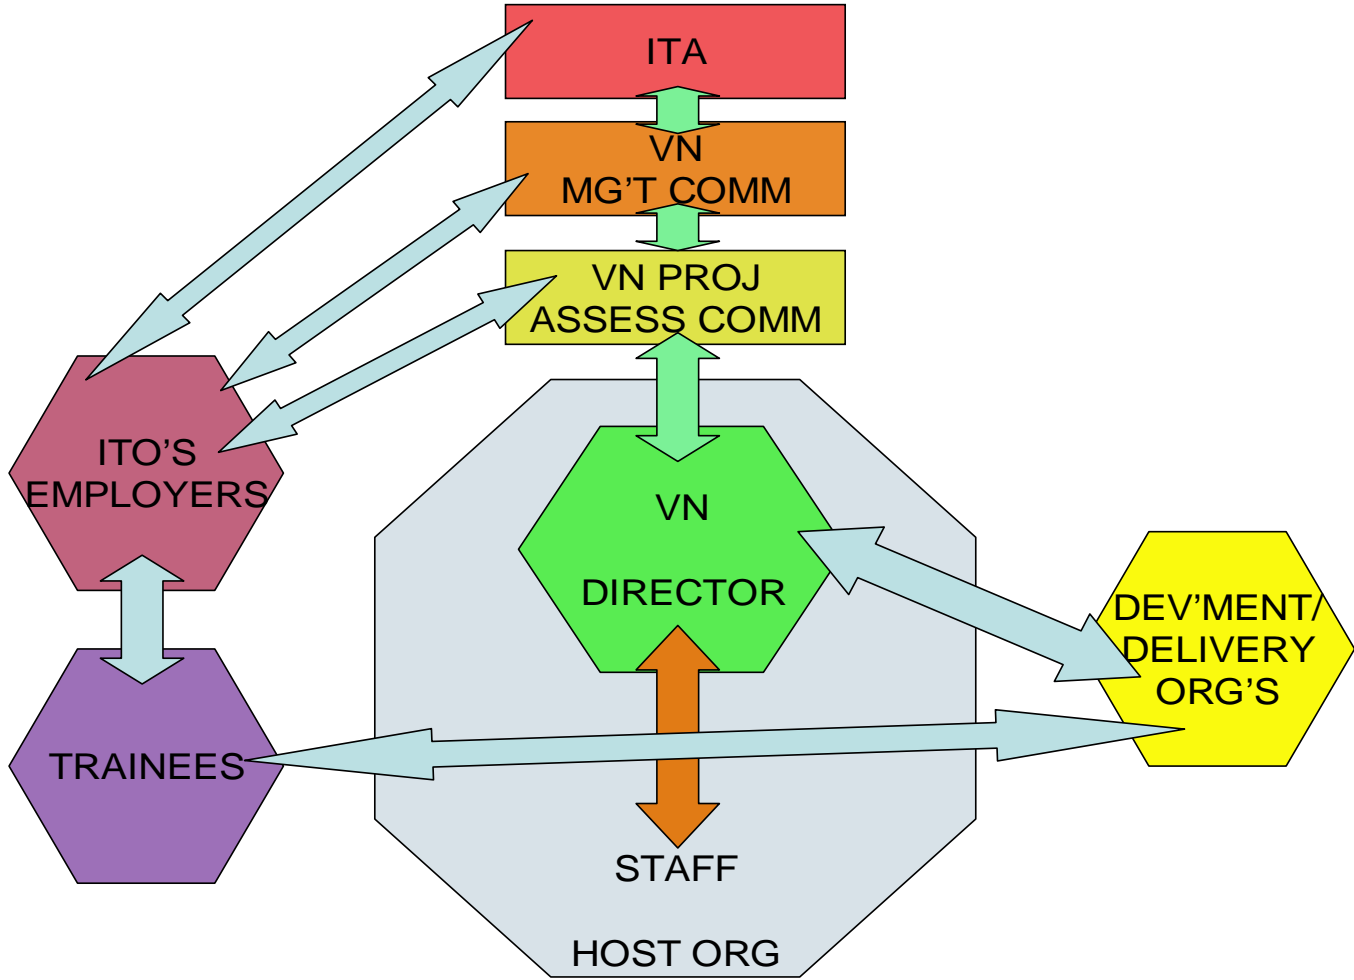 ITA
VN
MG’T COMM
VN PROJ
ASSESS COMM
ITO’S
EMPLOYERS
VN
DIRECTOR
DEV’MENT/
DELIVERY
ORG’S
TRAINEES
STAFF
HOST ORG